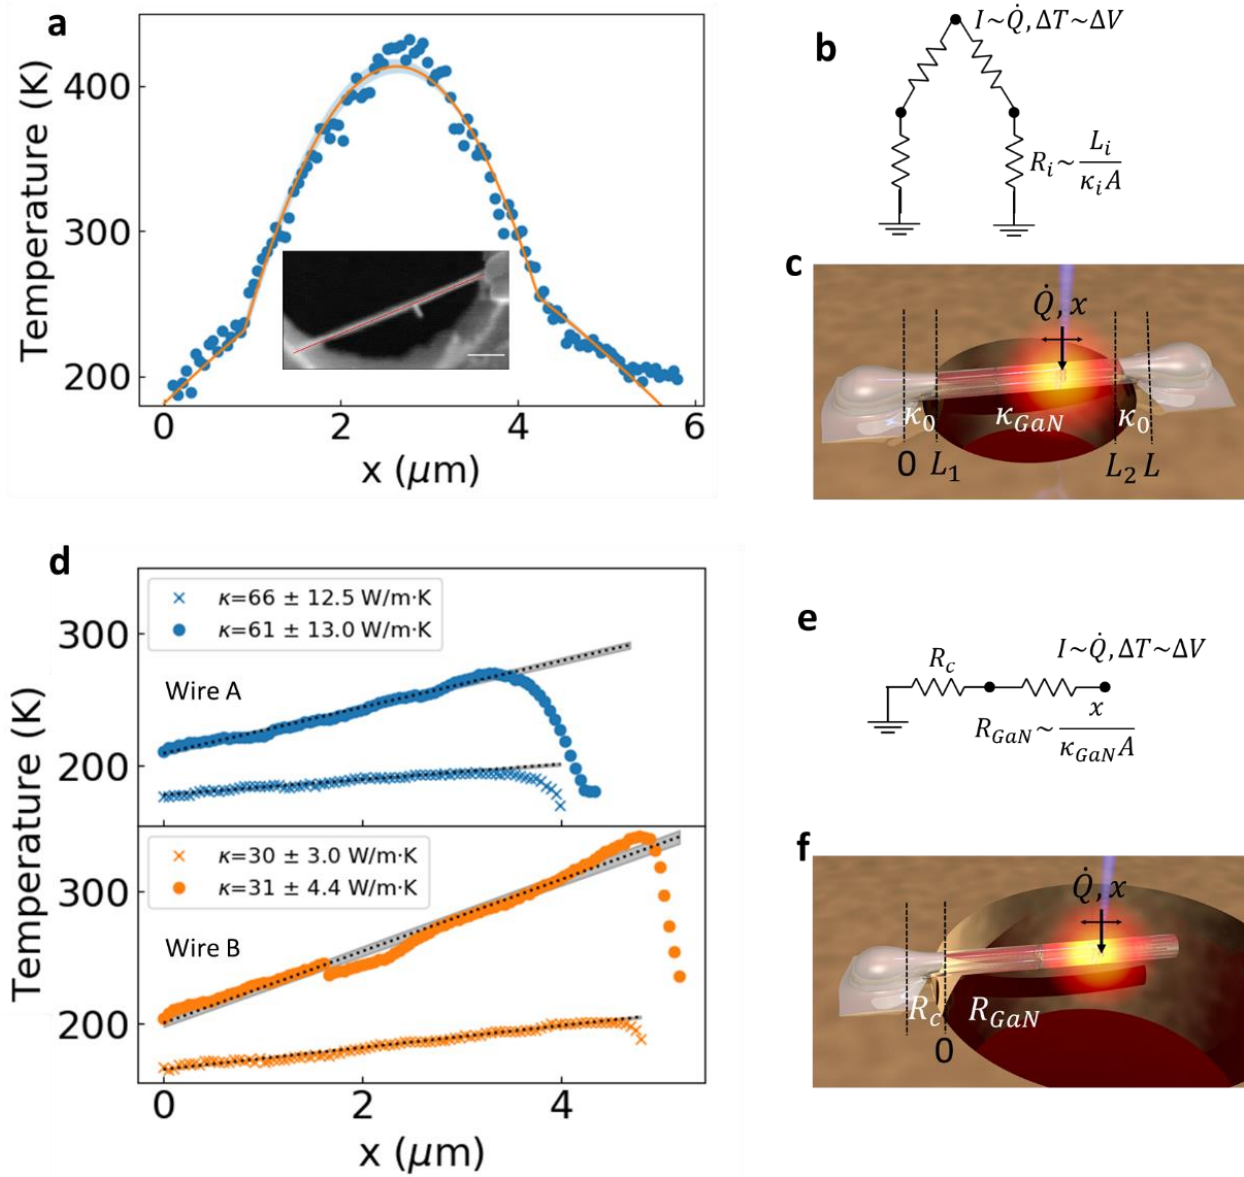 a
Temperature (K)
400
300
200
0
2
4
6
x (μm)
b
I~Q̇, ΔT~ΔV
R_i~ L_i / κ_i A
c
Q̇, x
κ_0
κ_GaN
κ_0
0
L_1
L_2
L
d
κ=66 ± 12.5 W/m·K
κ=61 ± 13.0 W/m·K
300
Wire A
200
κ=30 ± 3.0 W/m·K
κ=31 ± 4.4 W/m·K
300
Wire B
200
Temperature (K)
0
2
4
x (μm)
e
I~Q̇, ΔT~ΔV
R_c
x
R_GaN~ x / κ_GaN A
f
Q̇, x
R_c
R_GaN
0